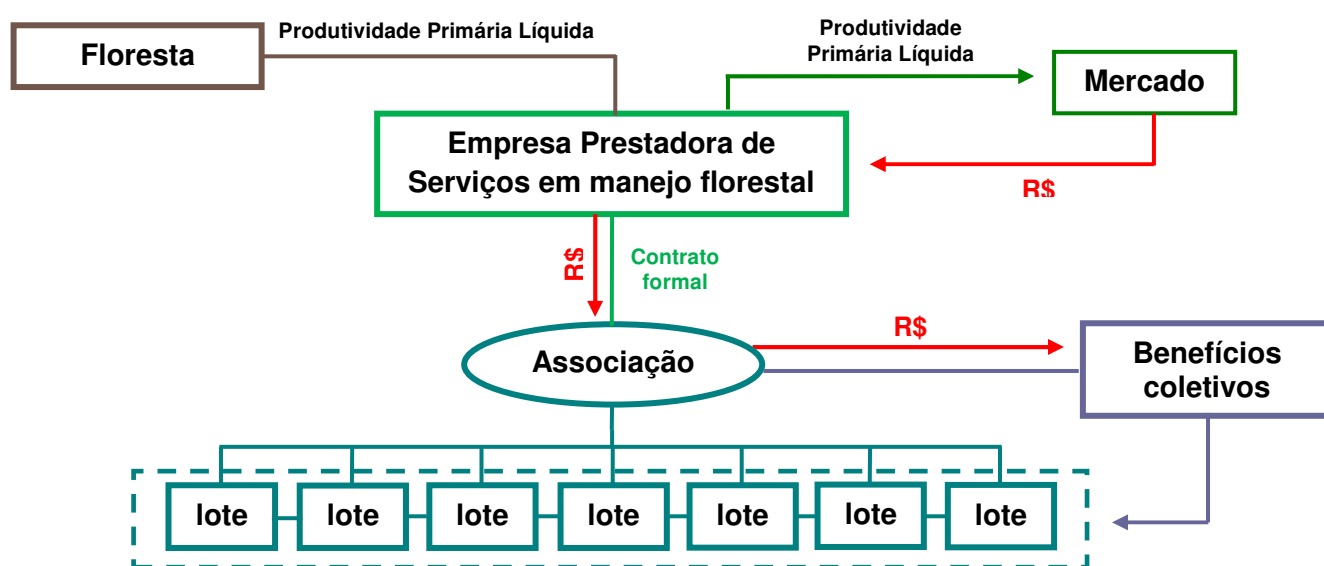 Floresta
Produtividade Primária Líquida
Produtividade
Primária Líquida
Mercado
Empresa Prestadora de
Serviços em manejo florestal
R$
R$
Contrato
formal
R$
Associação
Benefícios
coletivos
lote
lote
lote
lote
lote
lote
lote